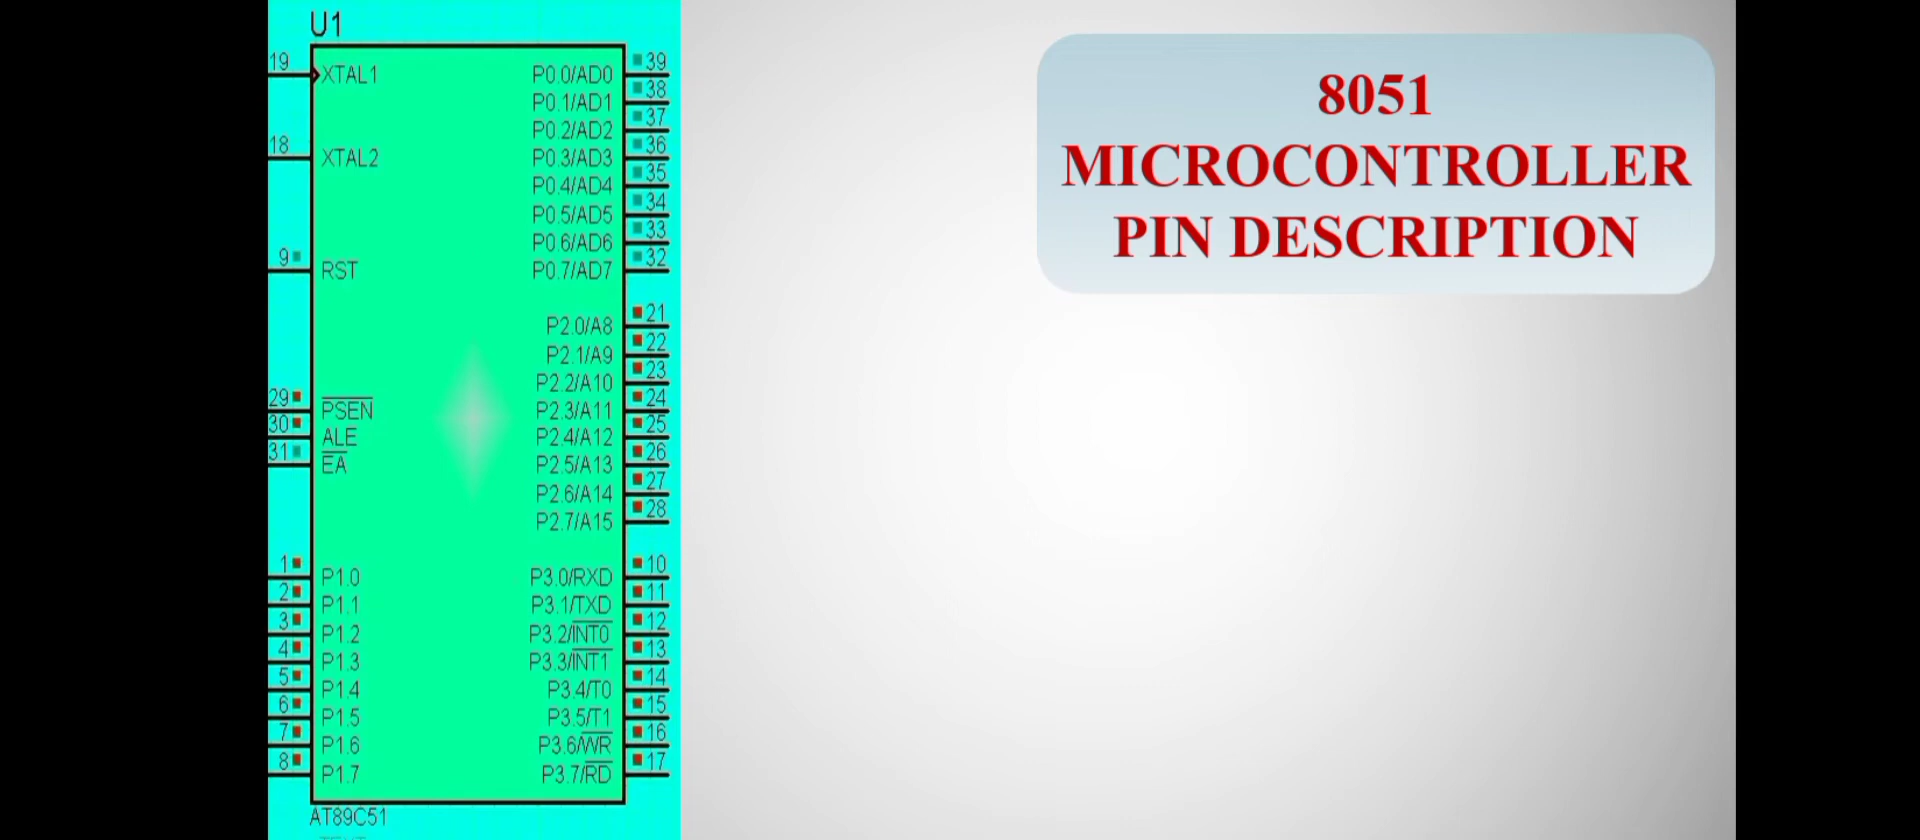 U1
19 XTAL1
18 XTAL2
9 RST
29 PSEN
30 ALE
31 EA
1 P1.0
2 P1.1
3 P1.2
4 P1.3
5 P1.4
6 P1.5
7 P1.6
8 P1.7
P0.0/AD0 39
P0.1/AD1 38
P0.2/AD2 37
P0.3/AD3 36
P0.4/AD4 35
P0.5/AD5 34
P0.6/AD6 33
P0.7/AD7 32
P2.0/A8 21
P2.1/A9 22
P2.2/A10 23
P2.3/A11 24
P2.4/A12 25
P2.5/A13 26
P2.6/A14 27
P2.7/A15 28
P3.0/RXD 10
P3.1/TXD 11
P3.2/INT0 12
P3.3/INT1 13
P3.4/T0 14
P3.5/T1 15
P3.6/WR 16
P3.7/RD 17
AT89C51
8051
MICROCONTROLLER
PIN DESCRIPTION